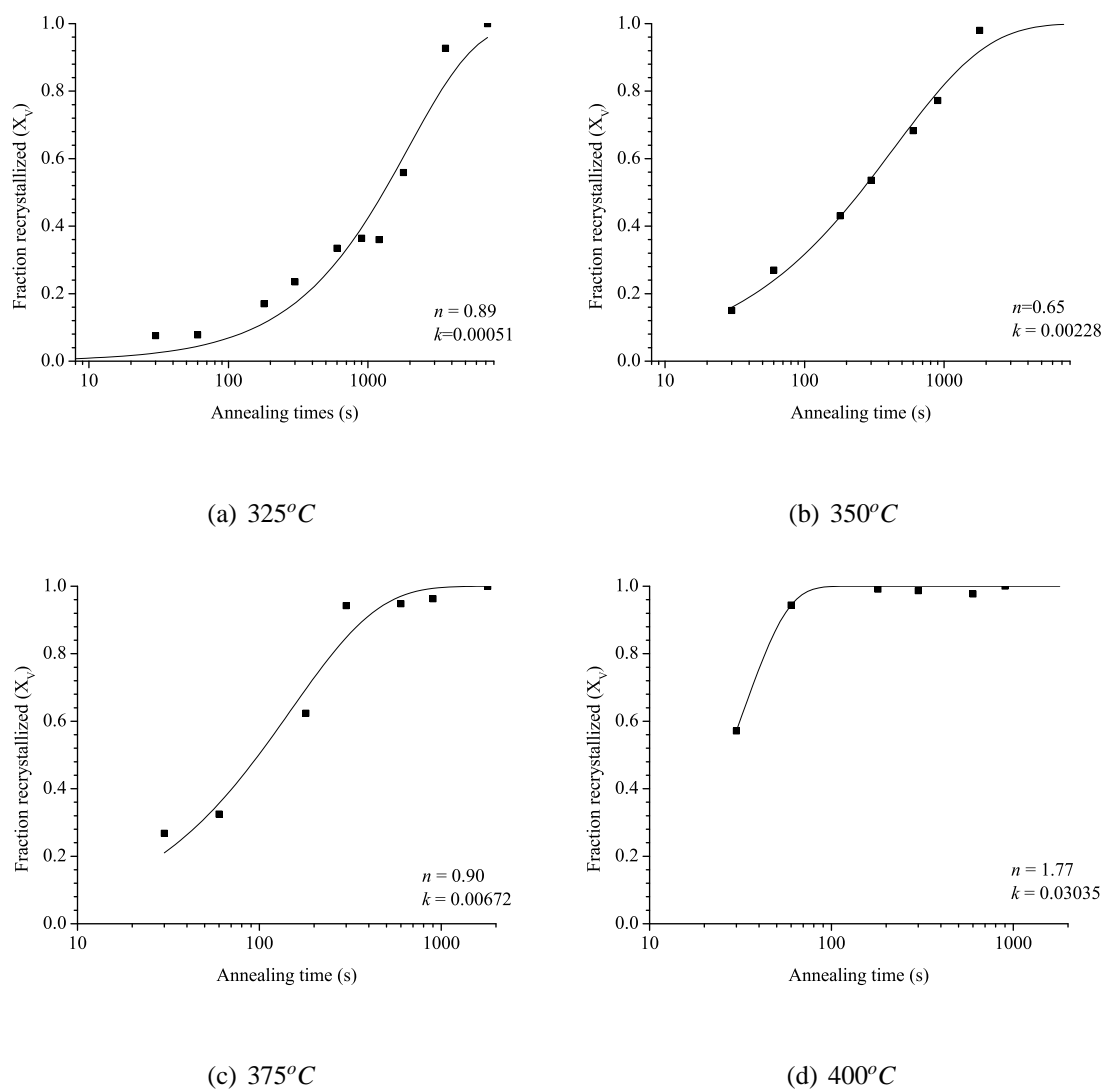 1.0
0.8
0.6
0.4
0.2
0.0
Fraction recrystallized (X_V)
10 100 1000
Annealing times (s)
n = 0.89
k=0.00051
(a) 325°C
1.0
0.8
0.6
0.4
0.2
0.0
Fraction recrystallized (X_V)
10 100 1000
Annealing time (s)
n=0.65
k = 0.00228
(b) 350°C
1.0
0.8
0.6
0.4
0.2
0.0
Fraction recrystallized (X_V)
10 100 1000
Annealing time (s)
n = 0.90
k = 0.00672
(c) 375°C
1.0
0.8
0.6
0.4
0.2
0.0
Fraction recrystallized (X_V)
10 100 1000
Annealing time (s)
n = 1.77
k = 0.03035
(d) 400°C